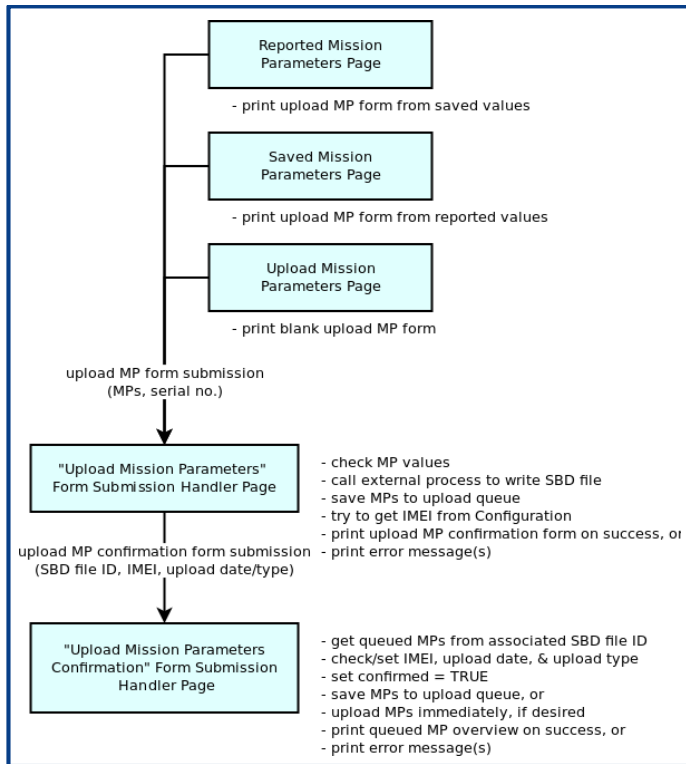 Reported Mission
Parameters Page
- print upload MP form from saved values
Saved Mission
Parameters Page
- print upload MP form from reported values
Upload Mission
Parameters Page
- print blank upload MP form
upload MP form submission
(MPs, serial no.)
"Upload Mission Parameters"
Form Submission Handler Page
- check MP values
- call external process to write SBD file
- save MPs to upload queue
- try to get IMEI from Configuration
- print upload MP confirmation form on success, or
- print error message(s)
upload MP confirmation form submission
(SBD file ID, IMEI, upload date/type)
"Upload Mission Parameters
Confirmation" Form Submission
Handler Page
- get queued MPs from associated SBD file ID
- check/set IMEI, upload date, & upload type
- set confirmed = TRUE
- save MPs to upload queue, or
- upload MPs immediately, if desired
- print queued MP overview on success, or
- print error message(s)